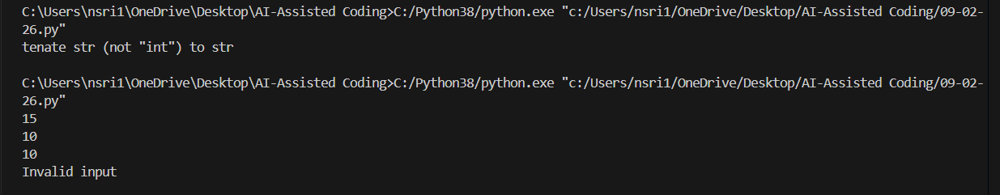 C:\Users\nsri1\OneDrive\Desktop\AI-Assisted Coding>C:/Python38/python.exe "c:/Users/nsri1/OneDrive/Desktop/AI-Assisted Coding/09-02-
26.py"
tenate str (not "int") to str
C:\Users\nsri1\OneDrive\Desktop\AI-Assisted Coding>C:/Python38/python.exe "c:/Users/nsri1/OneDrive/Desktop/AI-Assisted Coding/09-02-
26.py"
15
10
10
Invalid input